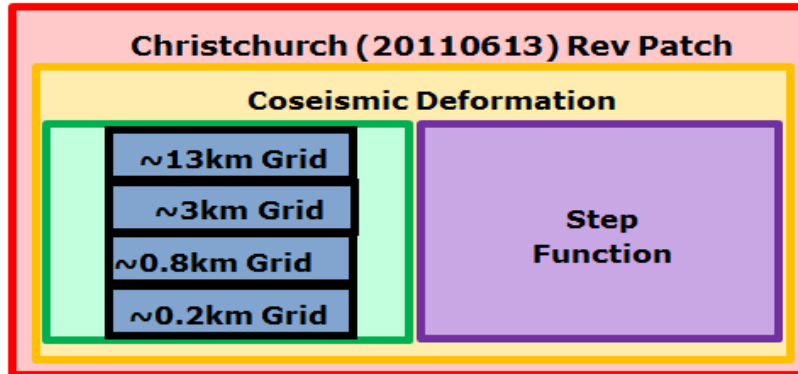 Christchurch (20110613) Rev Patch
Coseismic Deformation
~13km Grid
~3km Grid
~0.8km Grid
~0.2km Grid
Step
Function